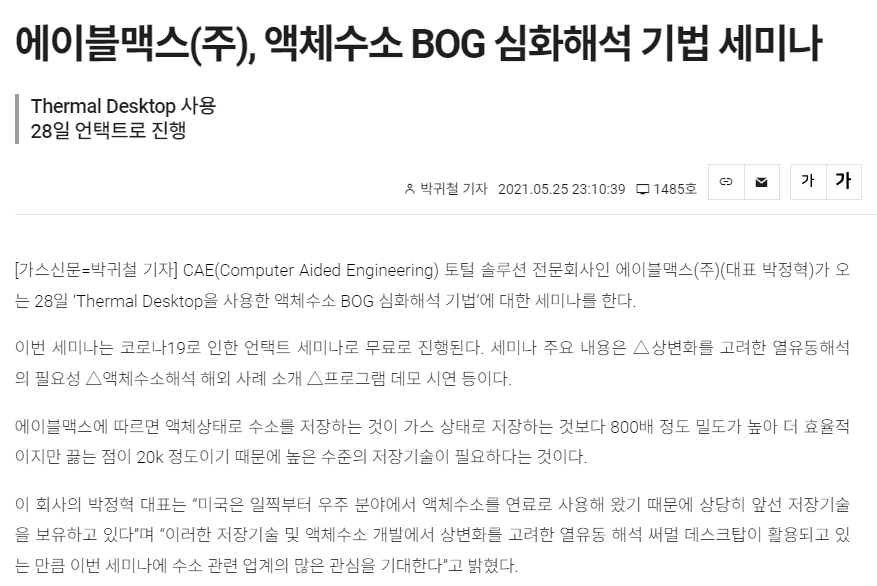 에이블맥스(주), 액체수소 BOG 심화해석 기법 세미나
Thermal Desktop 사용
28일 언택트로 진행
박귀철 기자 2021.05.25 23:10:39 1485호 가 가
[가스신문=박귀철 기자] CAE(Computer Aided Engineering) 토털 솔루션 전문회사인 에이블맥스(주)(대표 박정혁)가 오
는 28일 ‘Thermal Desktop을 사용한 액체수소 BOG 심화해석 기법’에 대한 세미나를 한다.
이번 세미나는 코로나19로 인한 언택트 세미나로 무료로 진행된다. 세미나 주요 내용은 △상변화를 고려한 열유동해석
의 필요성 △액체수소해석 해외 사례 소개 △프로그램 데모 시연 등이다.
에이블맥스에 따르면 액체상태로 수소를 저장하는 것이 가스 상태로 저장하는 것보다 800배 정도 밀도가 높아 더 효율적
이지만 끓는 점이 20k 정도이기 때문에 높은 수준의 저장기술이 필요하다는 것이다.
이 회사의 박정혁 대표는 “미국은 일찍부터 우주 분야에서 액체수소를 연료로 사용해 왔기 때문에 상당히 앞선 저장기술
을 보유하고 있다”며 “이러한 저장기술 및 액체수소 개발에서 상변화를 고려한 열유동 해석 써멀 데스크탑이 활용되고 있
는 만큼 이번 세미나에 수소 관련 업계의 많은 관심을 기대한다”고 밝혔다.